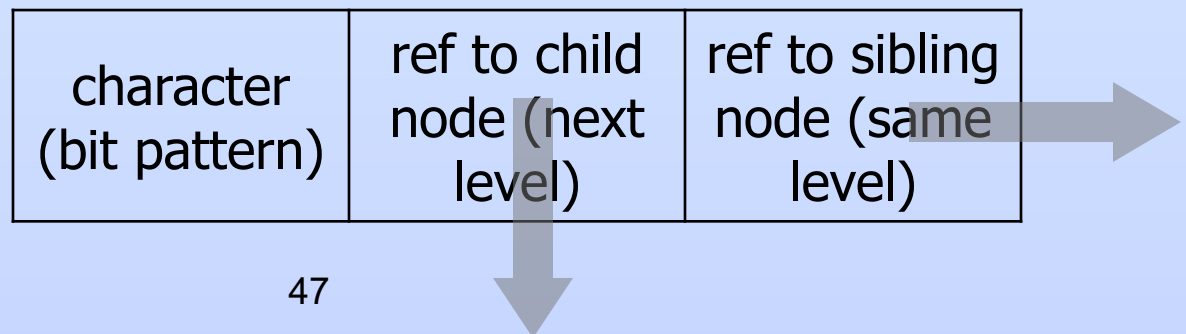 character
(bit pattern)
ref to child
node (next
level)
ref to sibling
node (same
level)
47